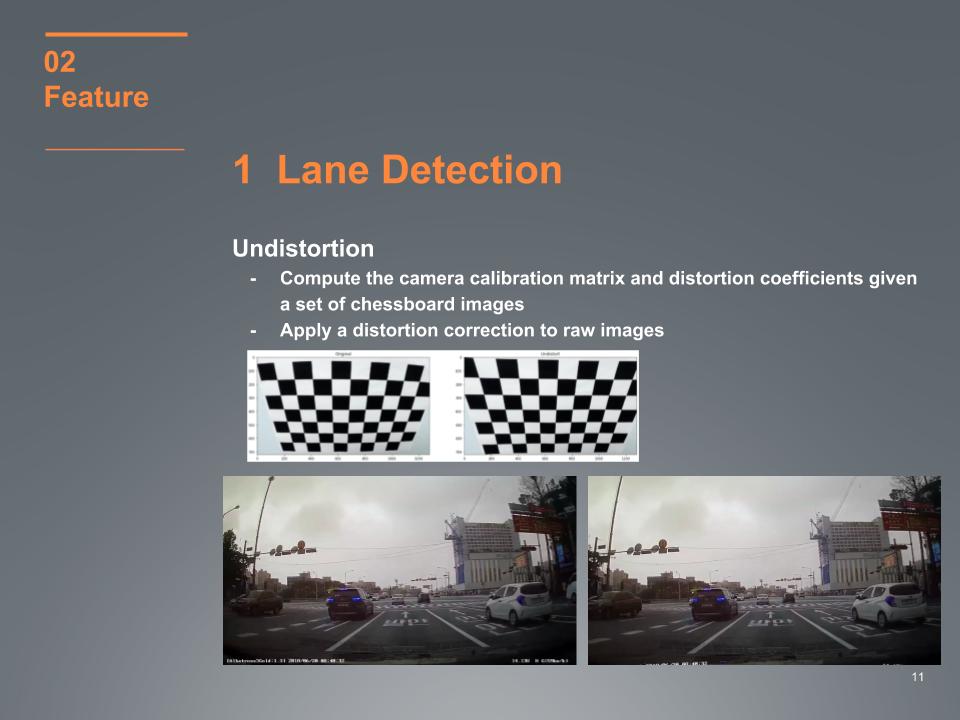 02
Feature
1 Lane Detection
Undistortion
- Compute the camera calibration matrix and distortion coefficients given
a set of chessboard images
- Apply a distortion correction to raw images
Original
Undistort
11